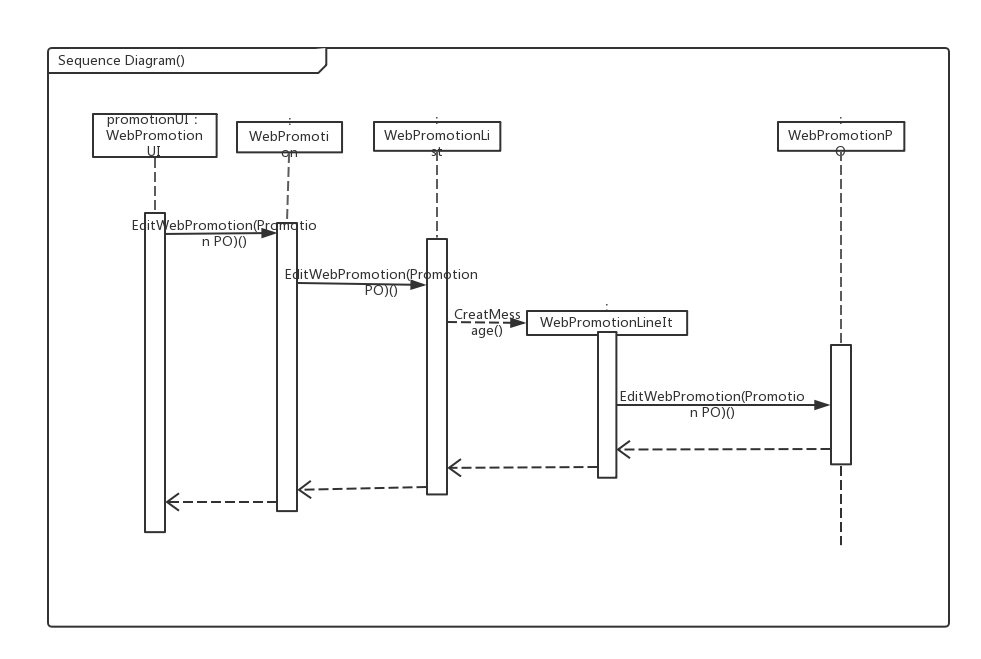 Sequence Diagram()
promotionUI :
WebPromotion
UI
:
WebPromoti
on
:
WebPromotionLi
st
:
WebPromotionP
O
EditWebPromotion(Promotio
n PO)()
EditWebPromotion(Promotion
PO)()
CreatMess
age()
:
WebPromotionLineIt
EditWebPromotion(Promotio
n PO)()